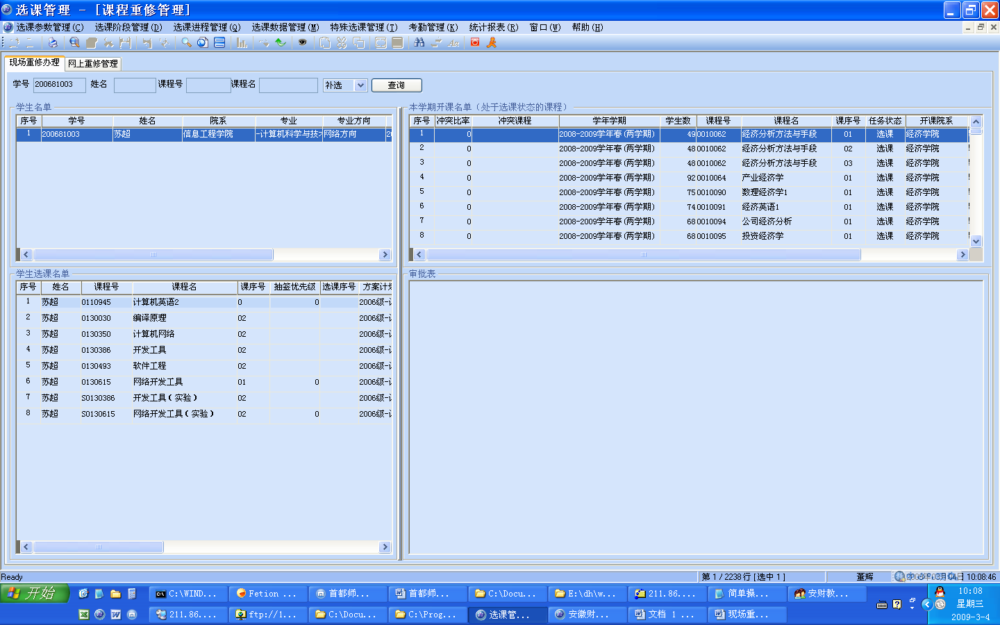 选课管理 - [课程重修管理]
选课参数管理(C) 选课阶段管理(D) 选课进程管理(Q) 选课数据管理(M) 特殊选课管理(T) 考勤管理(K) 统计报表(R) 窗口(W) 帮助(H)
现场重修办理 网上重修管理
学号 200681003 姓名 课程号 课程名 补选 查询
学生名单
序号 学号 姓名 院系 专业 专业方向
1 200681003 苏超 信息工程学院 -计算机科学与技术 网络方向
本学期开课名单（处于选课状态的课程）
序号 冲突比率 冲突课程 学年学期 学生数 课程号 课程名 课序号 任务状态 开课院系
1 0 2008-2009学年春(两学期) 49 0010062 经济分析方法与手段 01 选课 经济学院
2 0 2008-2009学年春(两学期) 48 0010062 经济分析方法与手段 02 选课 经济学院
3 0 2008-2009学年春(两学期) 48 0010062 经济分析方法与手段 03 选课 经济学院
4 0 2008-2009学年春(两学期) 92 0010064 产业经济学 01 选课 经济学院
5 0 2008-2009学年春(两学期) 75 0010090 数理经济学1 01 选课 经济学院
6 0 2008-2009学年春(两学期) 74 0010091 经济英语1 01 选课 经济学院
7 0 2008-2009学年春(两学期) 68 0010094 公司经济分析 01 选课 经济学院
8 0 2008-2009学年春(两学期) 68 0010095 投资经济学 01 选课 经济学院
学生选课名单
序号 姓名 课程号 课程名 课序号 抽签优先级 选课序号 方案计划
1 苏超 0110945 计算机英语2 0 0 2006级-计
2 苏超 0130030 编译原理 02 2006级-计
3 苏超 0130350 计算机网络 02 2006级-计
4 苏超 0130386 开发工具 02 2006级-计
5 苏超 0130493 软件工程 02 2006级-计
6 苏超 0130615 网络开发工具 01 0 2006级-计
7 苏超 S0130386 开发工具（实验） 02 2006级-计
8 苏超 S0130615 网络开发工具（实验） 02 0 2006级-计
审批表
Ready 第 1 / 2238 行 [选中 1 ] 董辉 10:08:46
开始 C:\WIND... Fetion ... 首都师... 首都师... C:\Docu... E:\dh\w... 211.86.... 简单操... 安财教... 10:08
星期三
211.86.... ftp://1... C:\Docu... C:\Prog... 选课管... 安徽财... 文档 1 ... 现场重... 2009-3-4